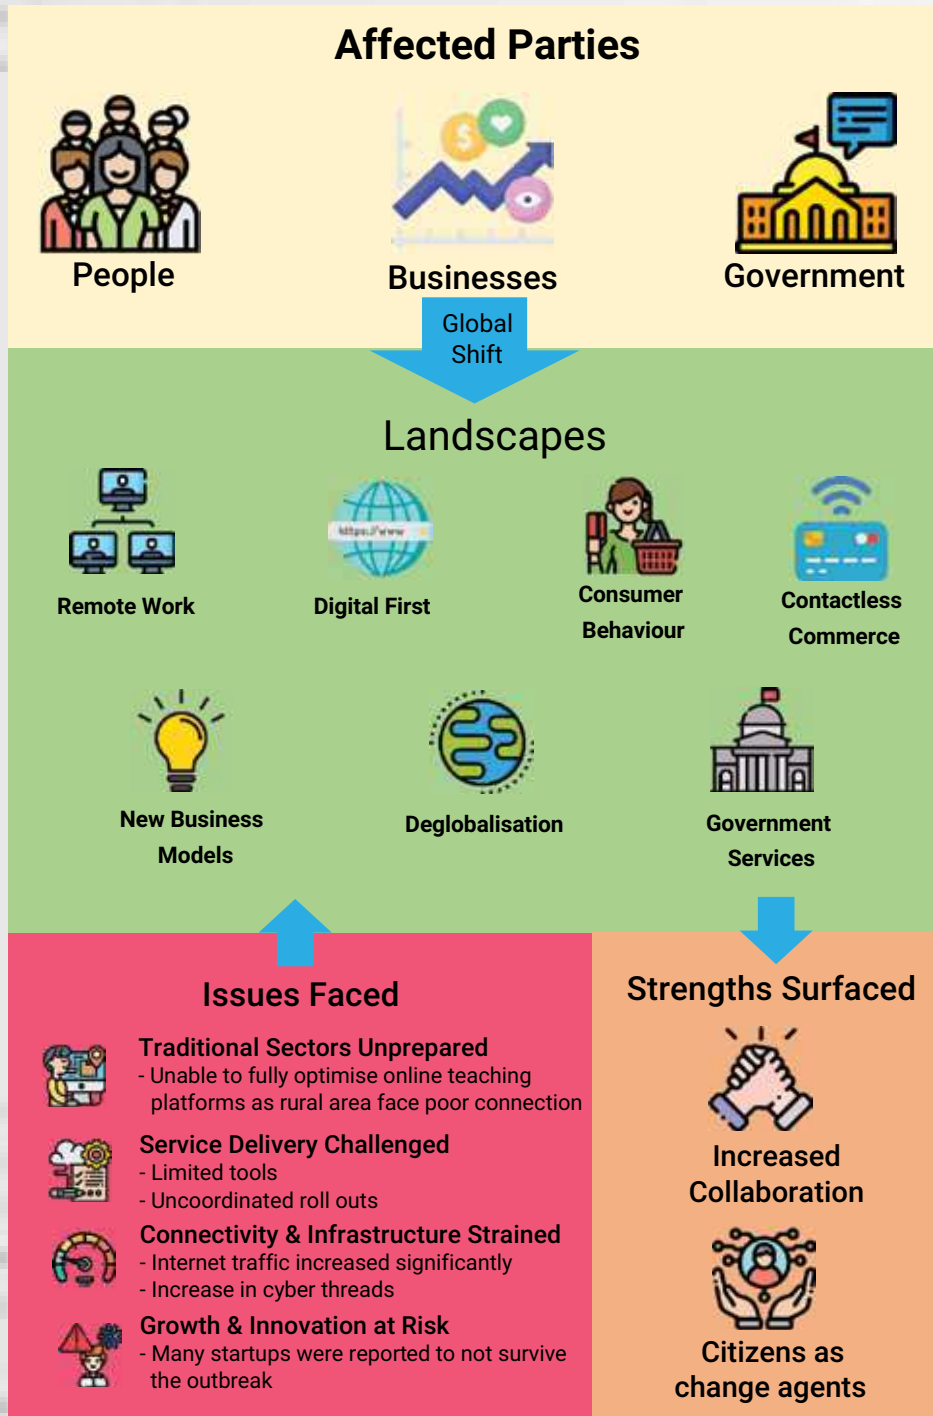 Affected Parties
People
Businesses
Government
Global
Shift
Landscapes
https://www
Remote Work
Digital First
Consumer
Behaviour
Contactless
Commerce
New Business
Models
Deglobalisation
Government
Services
Issues Faced
Traditional Sectors Unprepared
- Unable to fully optimise online teaching
platforms as rural area face poor connection
Service Delivery Challenged
- Limited tools
- Uncoordinated roll outs
Connectivity & Infrastructure Strained
- Internet traffic increased significantly
- Increase in cyber threads
Growth & Innovation at Risk
- Many startups were reported to not survive
the outbreak
Strengths Surfaced
Increased
Collaboration
Citizens as
change agents